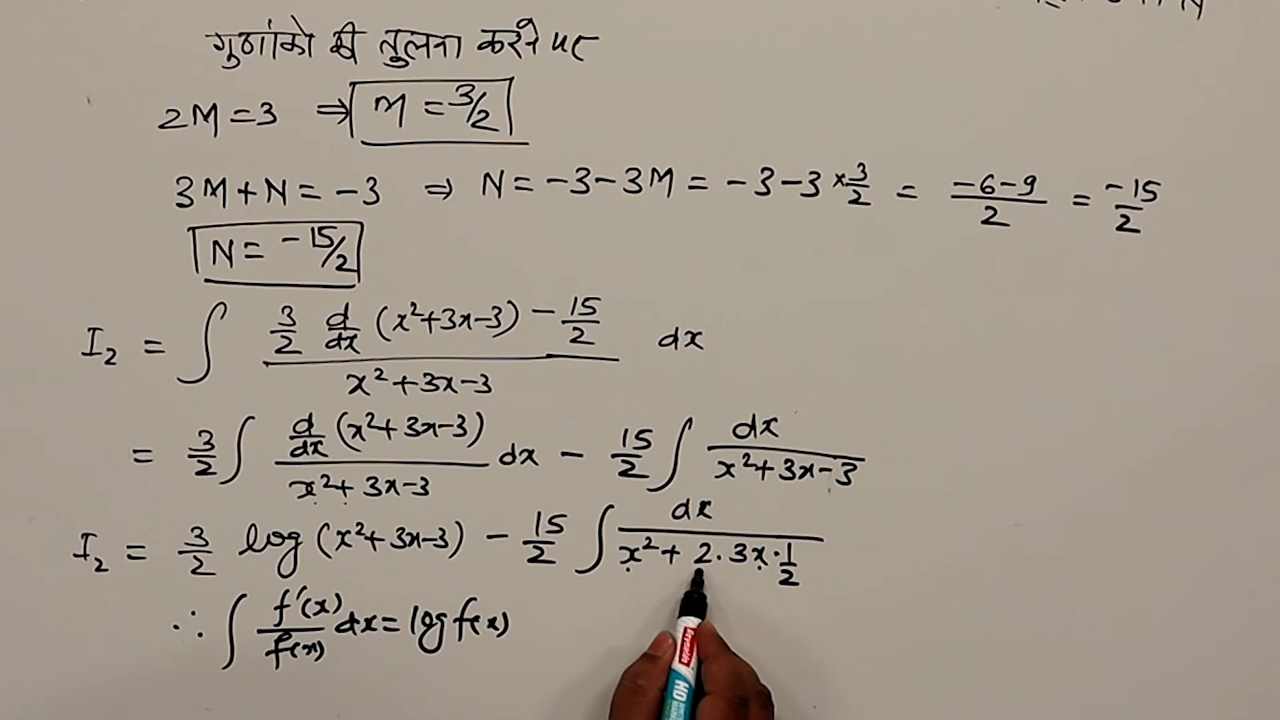 गुणांको की तुलना करने पर
2M = 3 ⇒ M = 3/2
3M + N = -3 ⇒ N = -3 - 3M = -3 - 3 × 3/2 = (-6-9)/2 = -15/2
N = -15/2
I₂ = ∫ (3/2 d/dx (x²+3x-3) - 15/2)/(x²+3x-3) dx
= 3/2 ∫ (d/dx (x²+3x-3))/(x²+3x-3) dx - 15/2 ∫ dx/(x²+3x-3)
I₂ = 3/2 log (x²+3x-3) - 15/2 ∫ dx/(x² + 2·3x·1/2
∴ ∫ f'(x)/f(x) dx = log f(x)